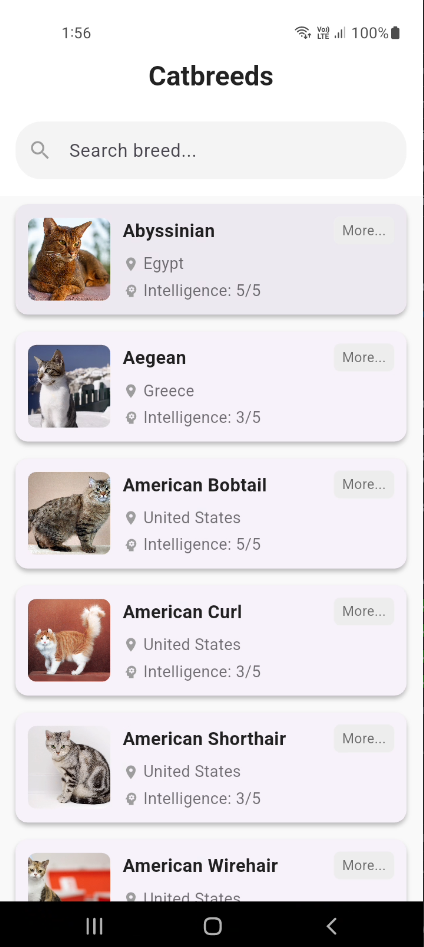 1:56
Vo) LTE 100%
Catbreeds
Search breed...
Abyssinian More...
Egypt
Intelligence: 5/5
Aegean More...
Greece
Intelligence: 3/5
American Bobtail More...
United States
Intelligence: 5/5
American Curl More...
United States
Intelligence: 3/5
American Shorthair More...
United States
Intelligence: 3/5
American Wirehair More...
United States